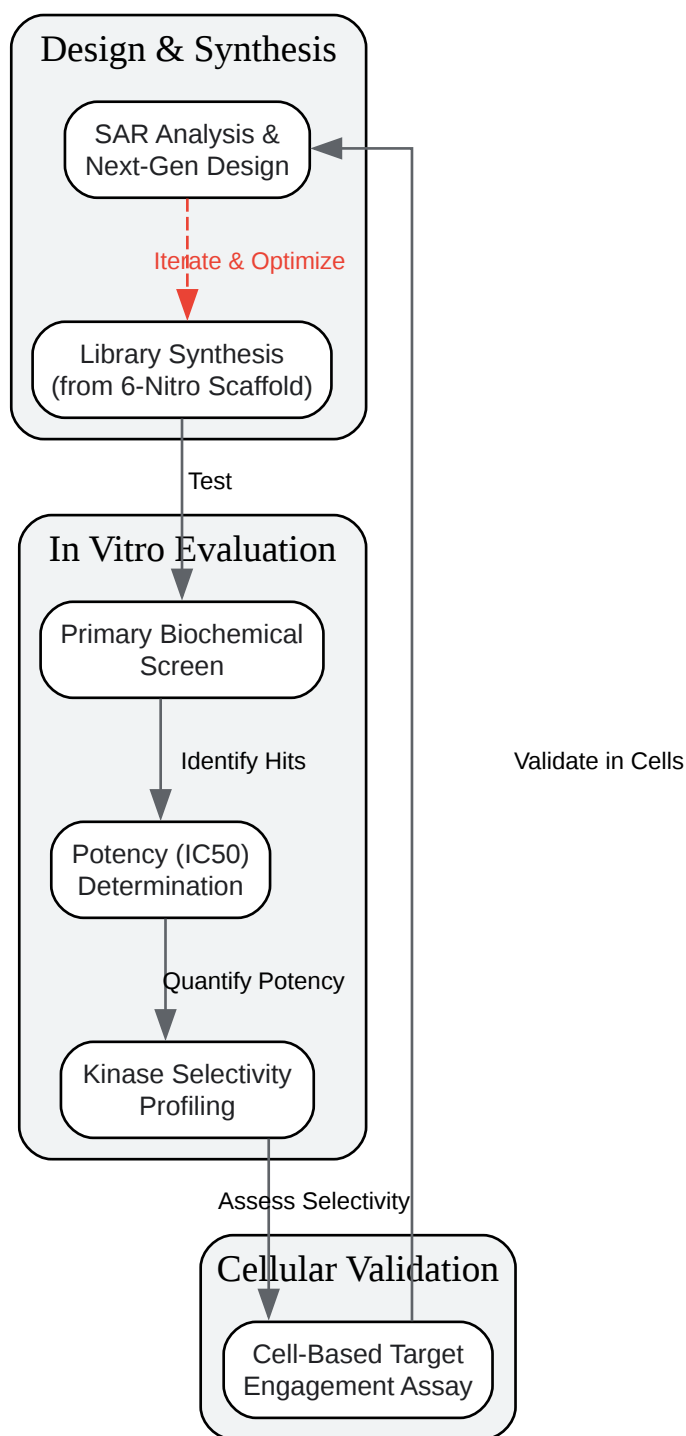 Design & Synthesis
SAR Analysis &
Next-Gen Design
Iterate & Optimize
Library Synthesis
(from 6-Nitro Scaffold)
Test
In Vitro Evaluation
Primary Biochemical
Screen
Identify Hits
Validate in Cells
Potency (IC50)
Determination
Quantify Potency
Kinase Selectivity
Profiling
Assess Selectivity
Cellular Validation
Cell-Based Target
Engagement Assay